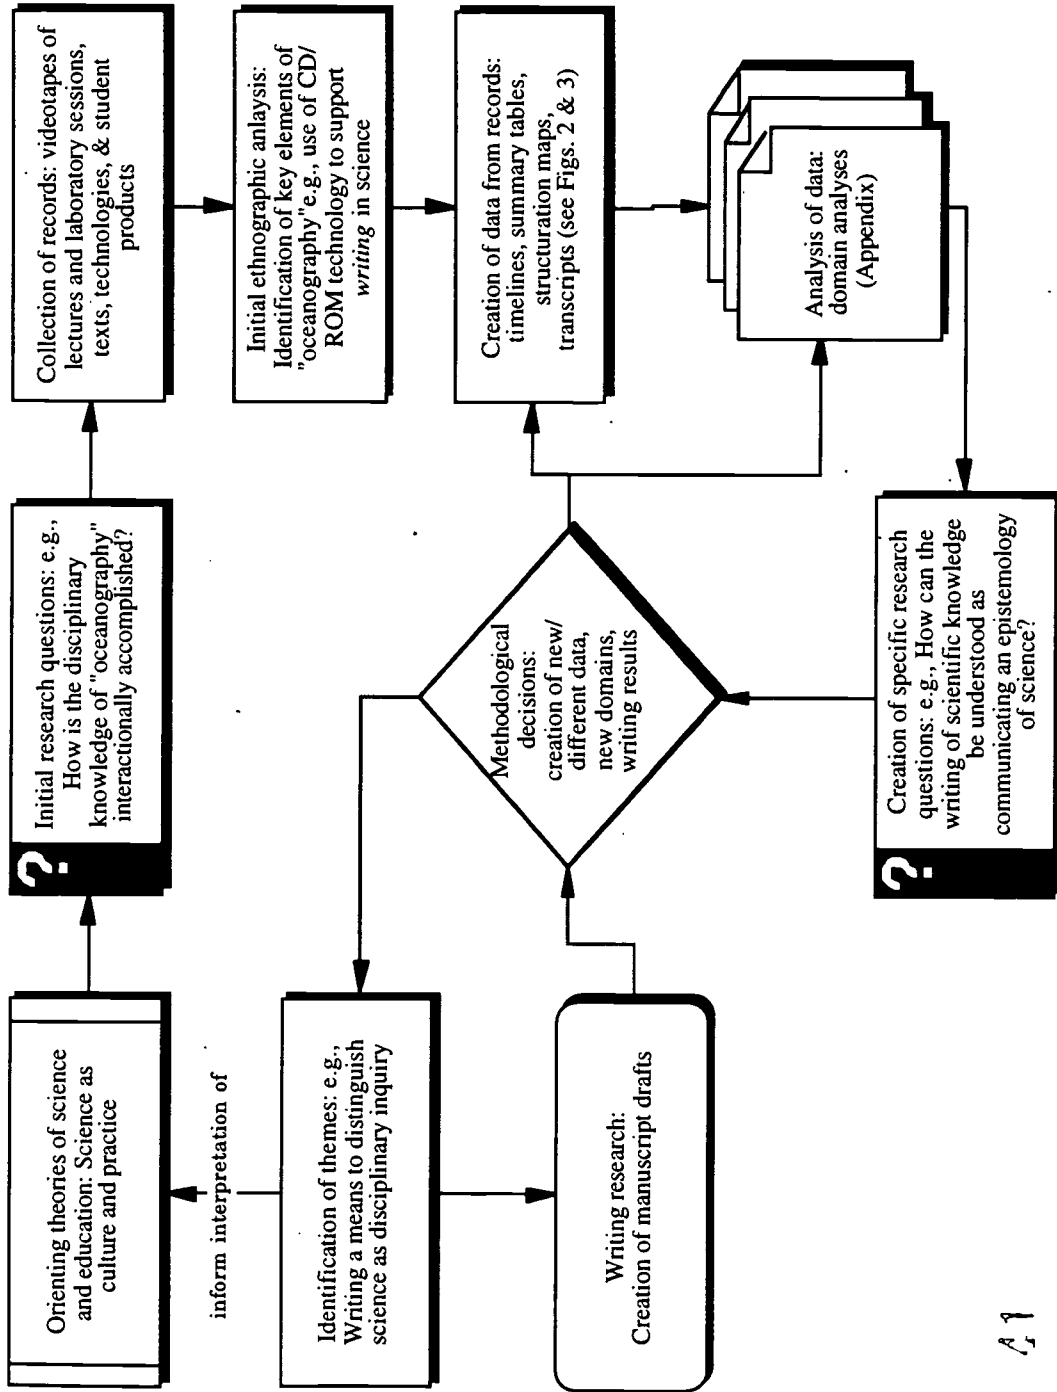 Orienting theories of science
and education: Science as
culture and practice
?
Initial research questions: e.g.,
How is the disciplinary
knowledge of "oceanography"
interactionally accomplished?
Collection of records: videotapes of
lectures and laboratory sessions,
texts, technologies, & student
products
Initial ethnographic anlaysis:
Identification of key elements of
"oceanography"e.g., use of CD/
ROM technology to support
writing in science
Creation of data from records:
timelines, summary tables,
structuration maps,
transcripts (see Figs. 2 & 3)
Analysis of data:
domain analyses
(Appendix)
?
Creation of specific research
questions: e.g., How can the
writing of scientific knowledge
be understood as
communicating an epistemology
of science?
Methodological
decisions:
creation of new/
different data,
new domains,
writing results
inform interpretation of
Identification of themes: e.g.,
Writing a means to distinguish
science as disciplinary inquiry
Writing research:
Creation of manuscript drafts